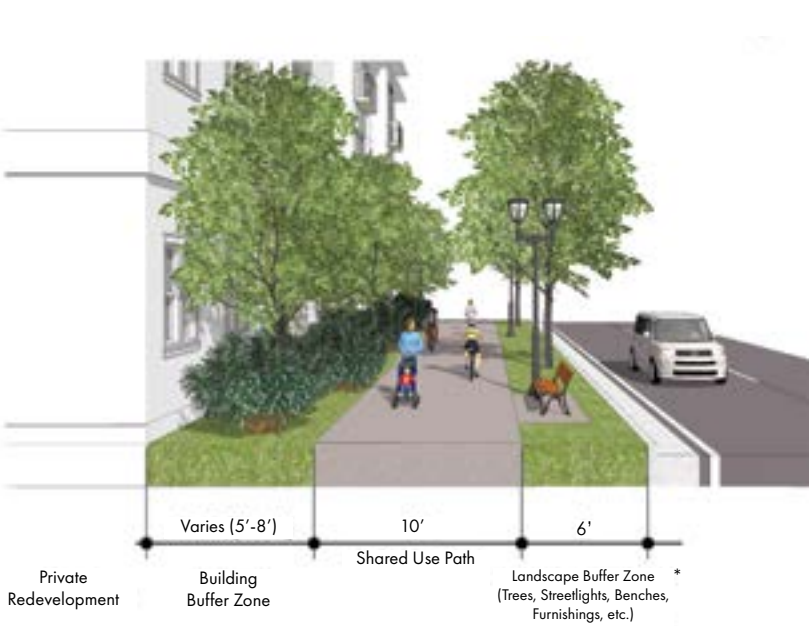 Varies (5’-8’)
10’
6’
Shared Use Path
Private
Redevelopment
Building
Buffer Zone
Landscape Buffer Zone *
(Trees, Streetlights, Benches,
Furnishings, etc.)